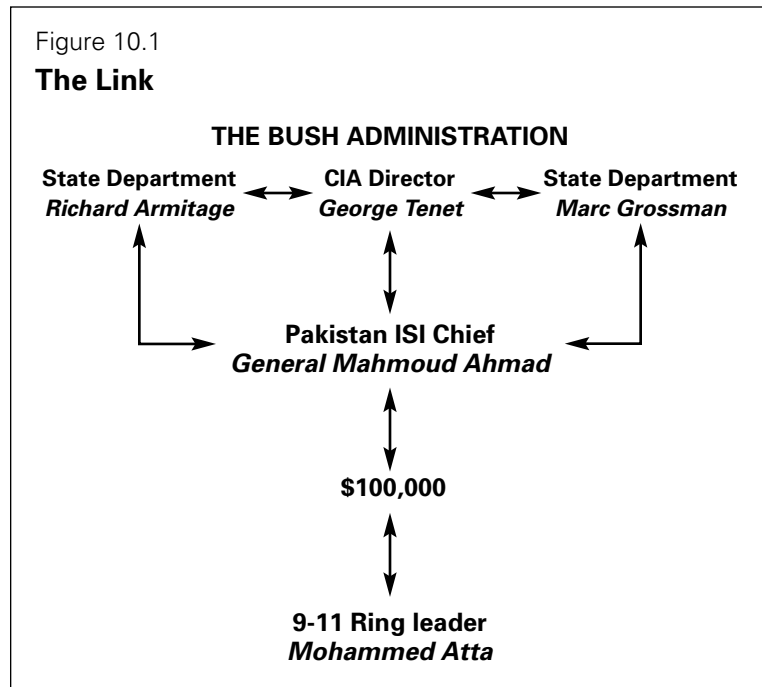 Figure 10.1
The Link
THE BUSH ADMINISTRATION
State Department CIA Director State Department
Richard Armitage George Tenet Marc Grossman
Pakistan ISI Chief
General Mahmoud Ahmad
$100,000
9-11 Ring leader
Mohammed Atta